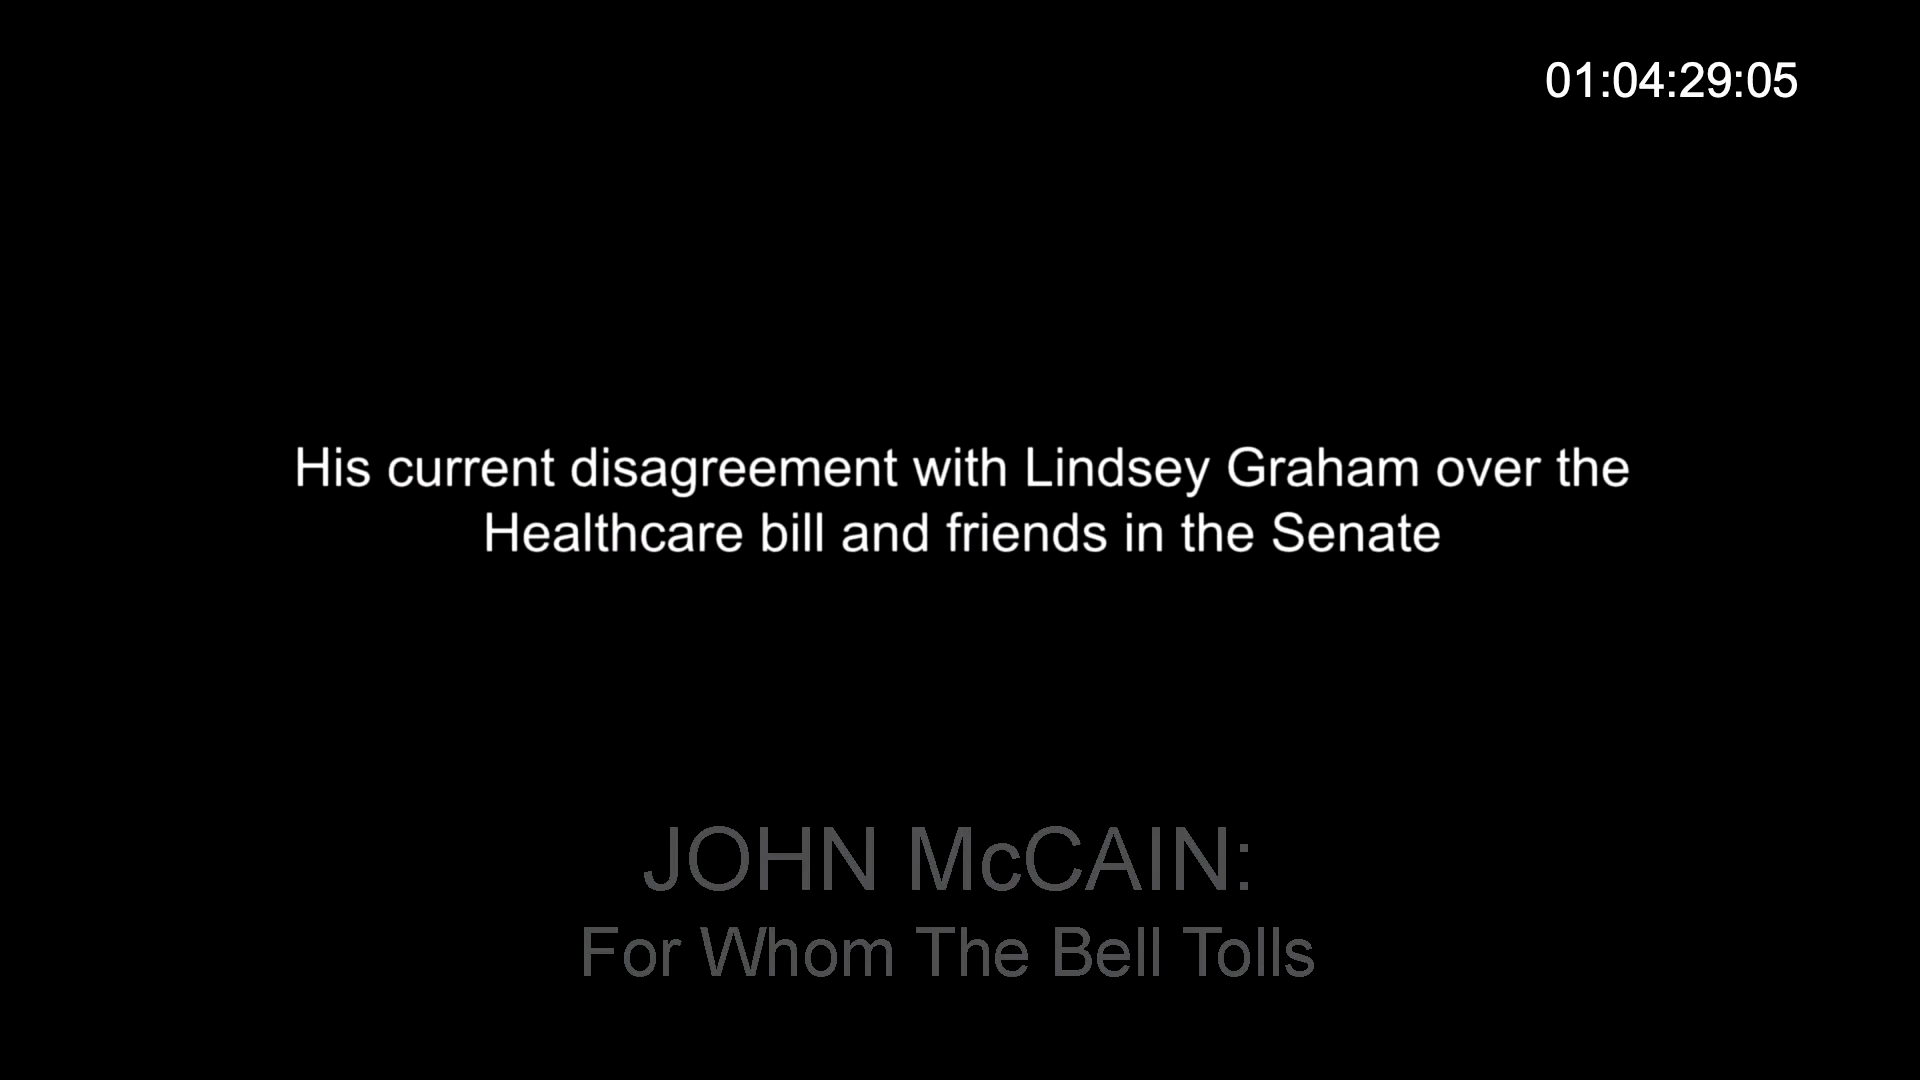 01:04:29:05
His current disagreement with Lindsey Graham over the
Healthcare bill and friends in the Senate
JOHN McCAIN:
For Whom The Bell Tolls